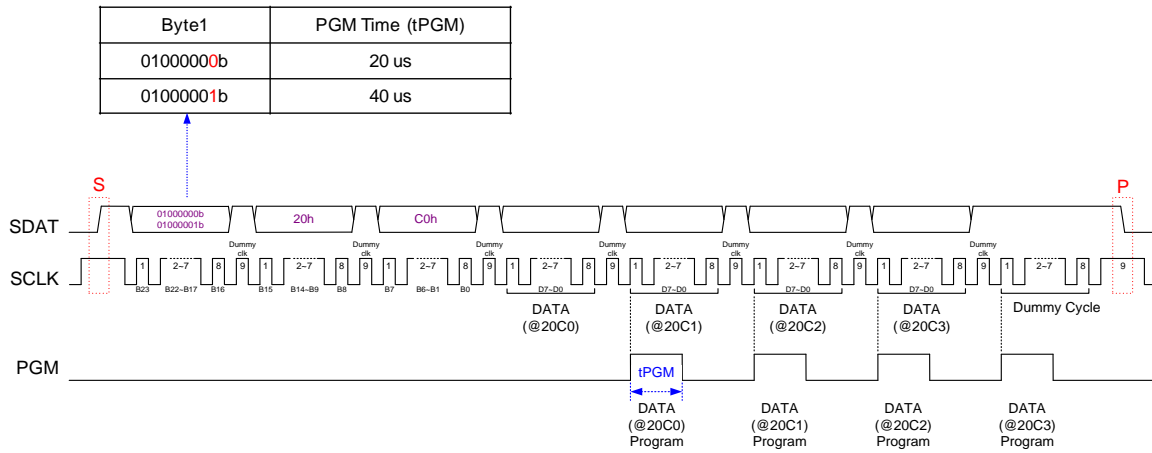 Byte1 PGM Time (tPGM)
01000000b 20 us
01000001b 40 us
S P
SDAT
01000000b
01000001b
20h C0h
Dummy clk Dummy clk Dummy clk Dummy clk Dummy clk Dummy clk Dummy clk
SCLK
1 2~7 8 9 1 2~7 8 9 1 2~7 8 9 1 2~7 8 9 1 2~7 8 9 1 2~7 8 9 1 2~7 8 9 1 2~7 8 9
B23 B22~B17 B16 B15 B14~B9 B8 B7 B6~B1 B0 D7~D0 D7~D0 D7~D0 D7~D0
DATA (@20C0)
DATA (@20C1)
DATA (@20C2)
DATA (@20C3)
Dummy Cycle
PGM
tPGM
DATA (@20C0) Program
DATA (@20C1) Program
DATA (@20C2) Program
DATA (@20C3) Program